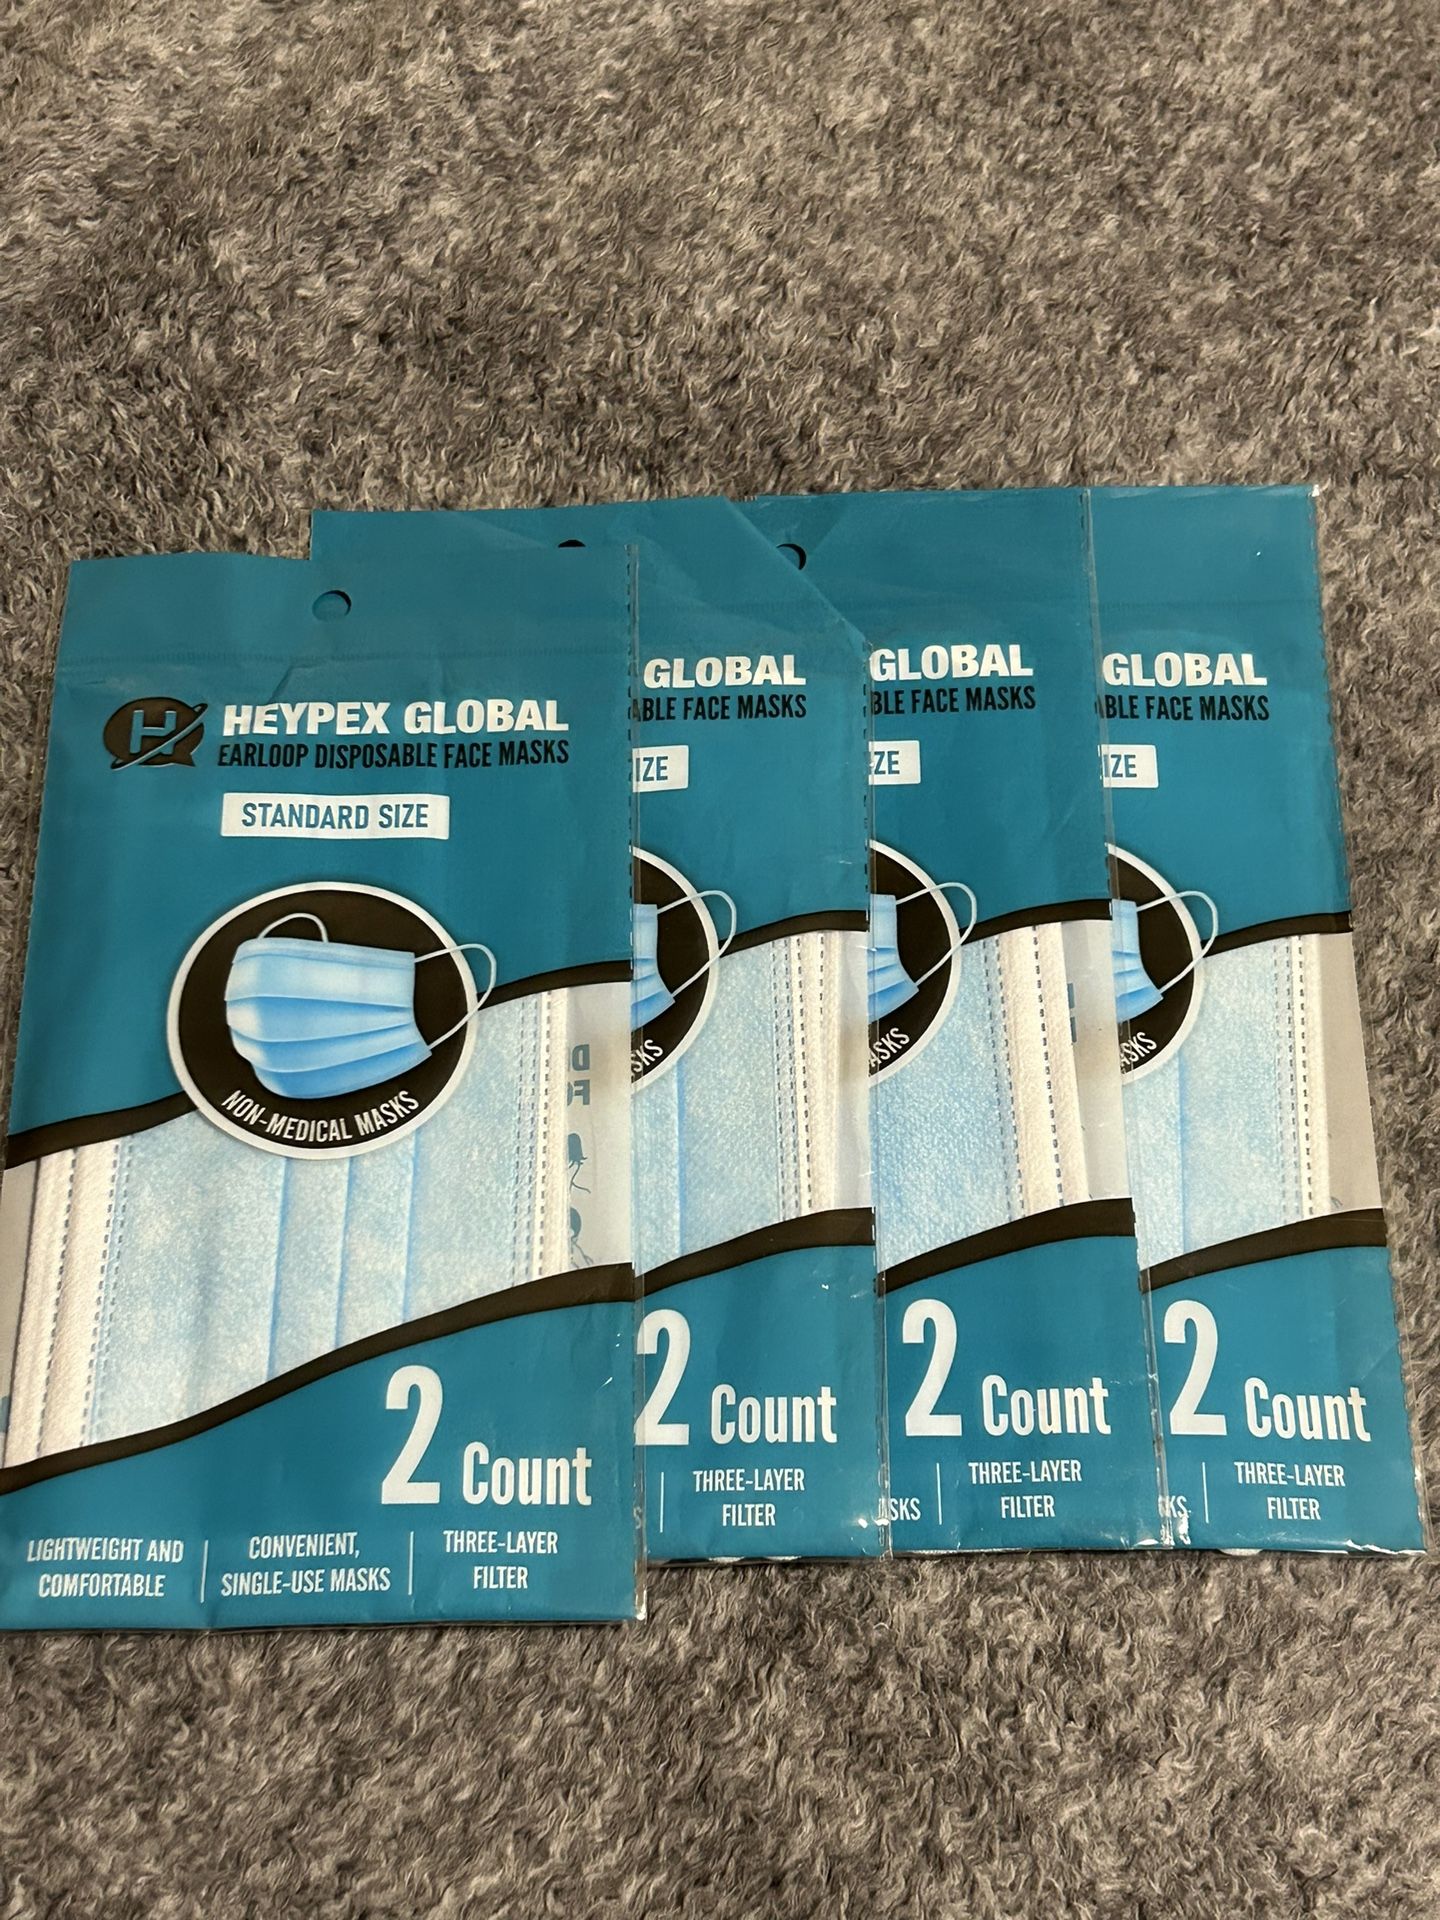 H HEYPEX GLOBAL
EARLOOP DISPOSABLE FACE MASKS
STANDARD SIZE
NON-MEDICAL MASKS
2 Count
LIGHTWEIGHT AND
COMFORTABLE
CONVENIENT,
SINGLE-USE MASKS
THREE-LAYER
FILTER
GLOBAL
ABLE FACE MASKS
IZE
SKS
2 Count
S
THREE-LAYER
FILTER
GLOBAL
BLE FACE MASKS
ZE
ASKS
2 Count
ASKS
THREE-LAYER
FILTER
GLOBAL
ABLE FACE MASKS
IZE
ASKS
2 Count
SKS
THREE-LAYER
FILTER